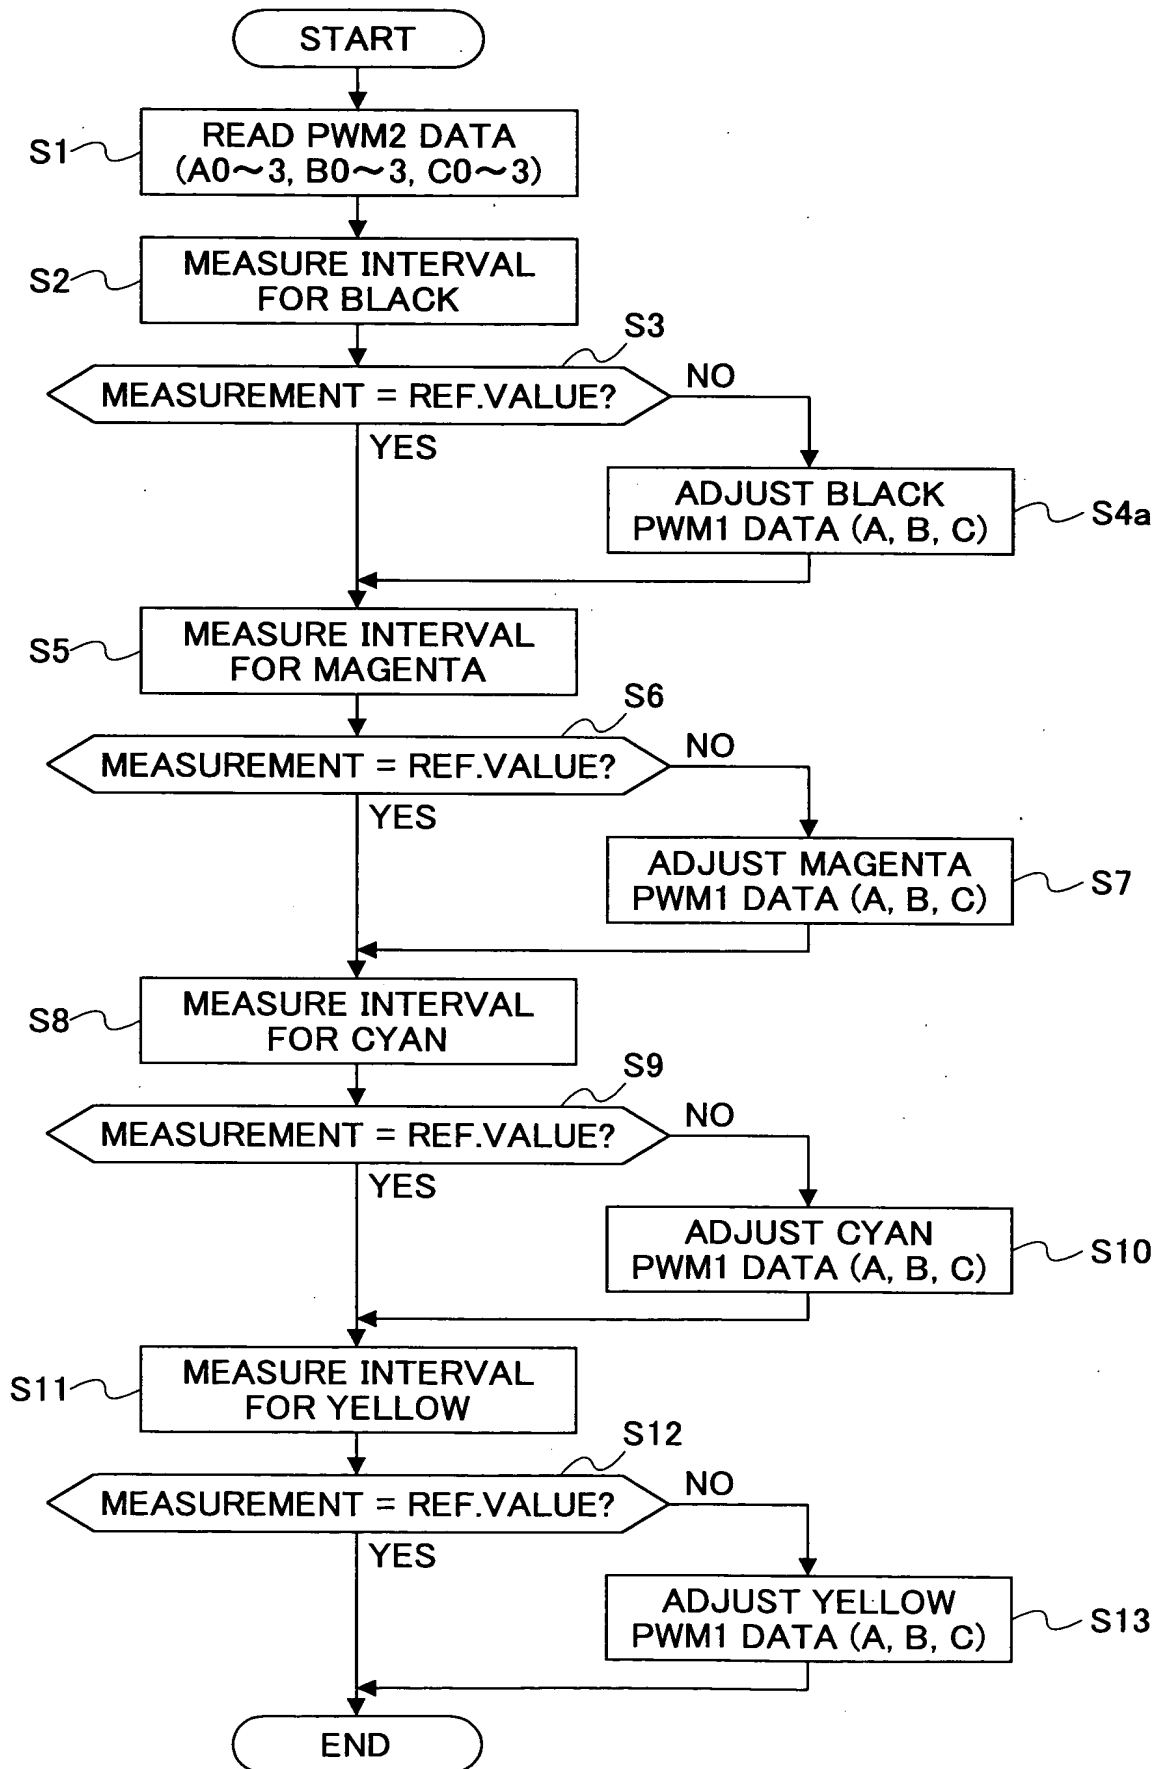 START
S1
READ PWM2 DATA
(A0～3, B0～3, C0～3)
S2
MEASURE INTERVAL
FOR BLACK
S3
MEASUREMENT = REF.VALUE?
NO
YES
ADJUST BLACK
PWM1 DATA (A, B, C)
S4a
S5
MEASURE INTERVAL
FOR MAGENTA
S6
MEASUREMENT = REF.VALUE?
NO
YES
ADJUST MAGENTA
PWM1 DATA (A, B, C)
S7
S8
MEASURE INTERVAL
FOR CYAN
S9
MEASUREMENT = REF.VALUE?
NO
YES
ADJUST CYAN
PWM1 DATA (A, B, C)
S10
S11
MEASURE INTERVAL
FOR YELLOW
S12
MEASUREMENT = REF.VALUE?
NO
YES
ADJUST YELLOW
PWM1 DATA (A, B, C)
S13
END